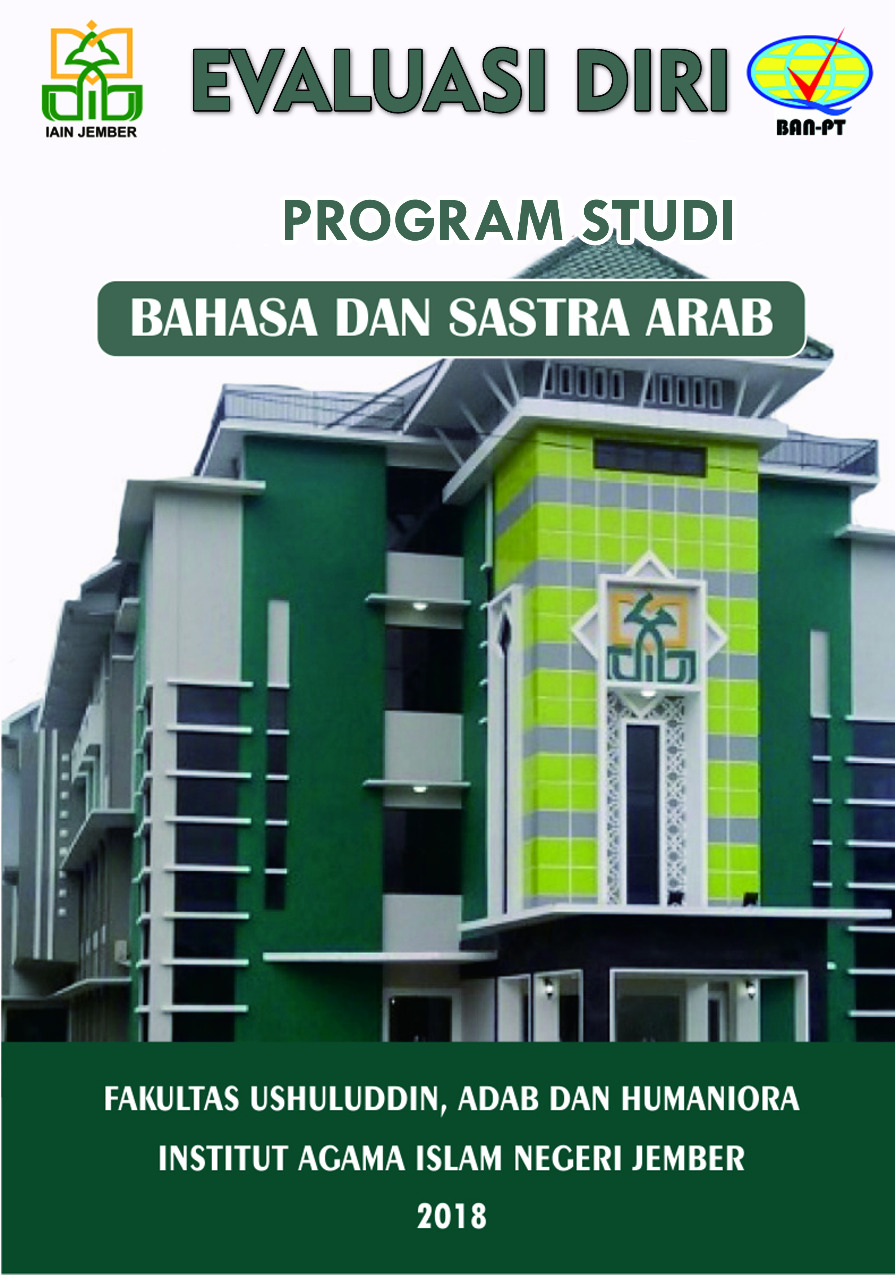 IAIN JEMBER
EVALUASI DIRI
BAN-PT
PROGRAM STUDI
BAHASA DAN SASTRA ARAB
FAKULTAS USHULUDDIN, ADAB DAN HUMANIORA
INSTITUT AGAMA ISLAM NEGERI JEMBER
2018